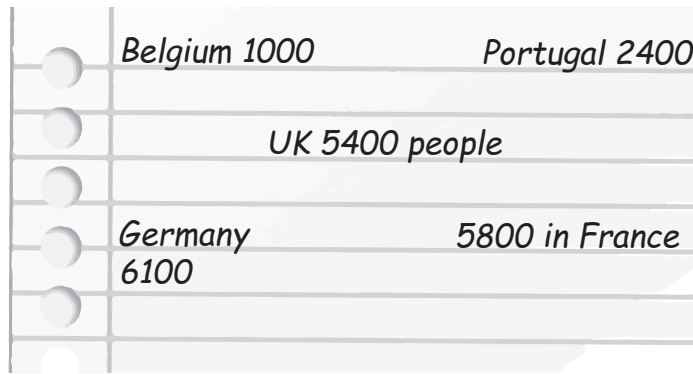 Belgium 1000
Portugal 2400
UK 5400 people
Germany
6100
5800 in France